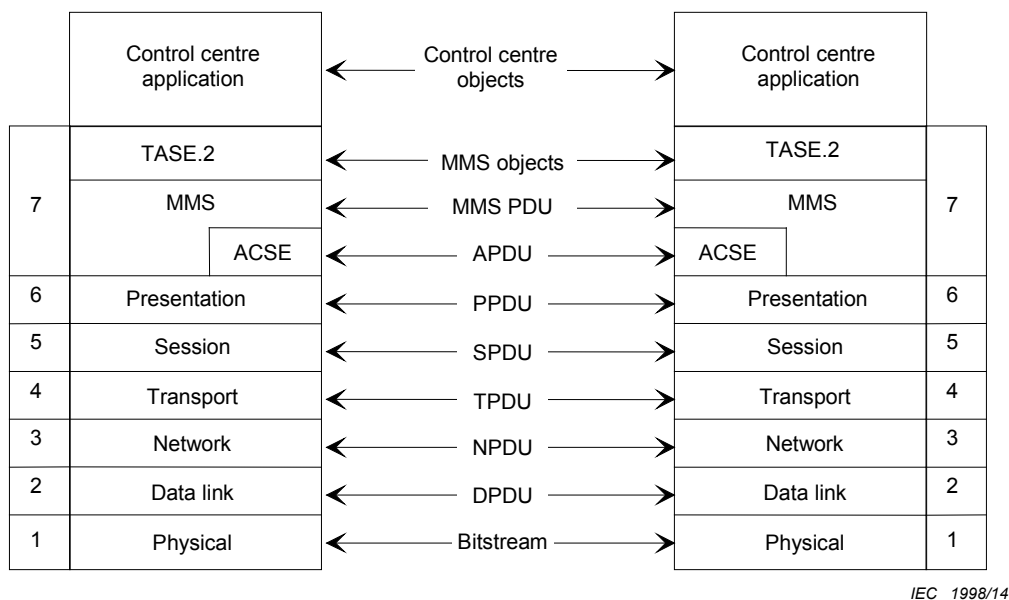 Control centre
application
Control centre
objects
Control centre
application
TASE.2
MMS objects
TASE.2
7
MMS
MMS PDU
MMS
7
ACSE
APDU
ACSE
6
Presentation
PPDU
Presentation
6
5
Session
SPDU
Session
5
4
Transport
TPDU
Transport
4
3
Network
NPDU
Network
3
2
Data link
DPDU
Data link
2
1
Physical
Bitstream
Physical
1
IEC 1998/14